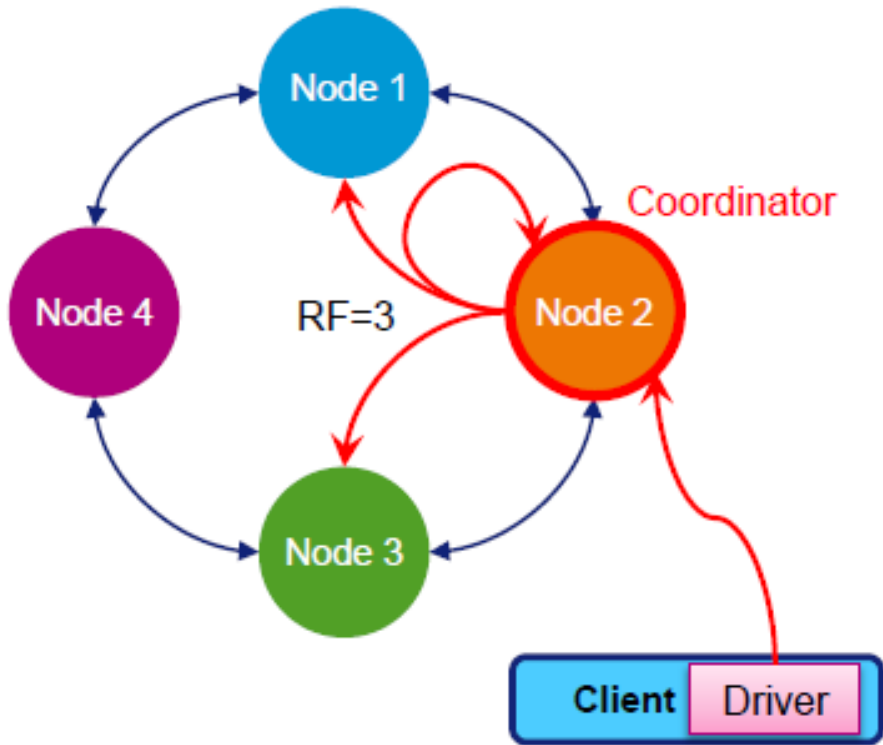 Node 1
Coordinator
Node 4
RF=3
Node 2
Node 3
Client
Driver